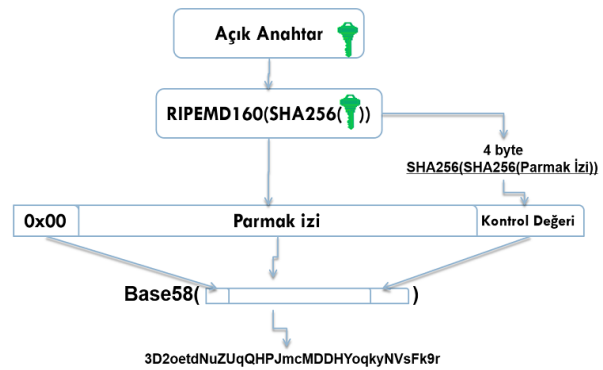 Açık Anahtar
RIPEMD160(SHA256( ))
4 byte
SHA256(SHA256(Parmak İzi))
0x00 Parmak izi Kontrol Değeri
Base58( )
3D2oetdNuZUqQHPJmcMDDHYoqkyNVsFk9r